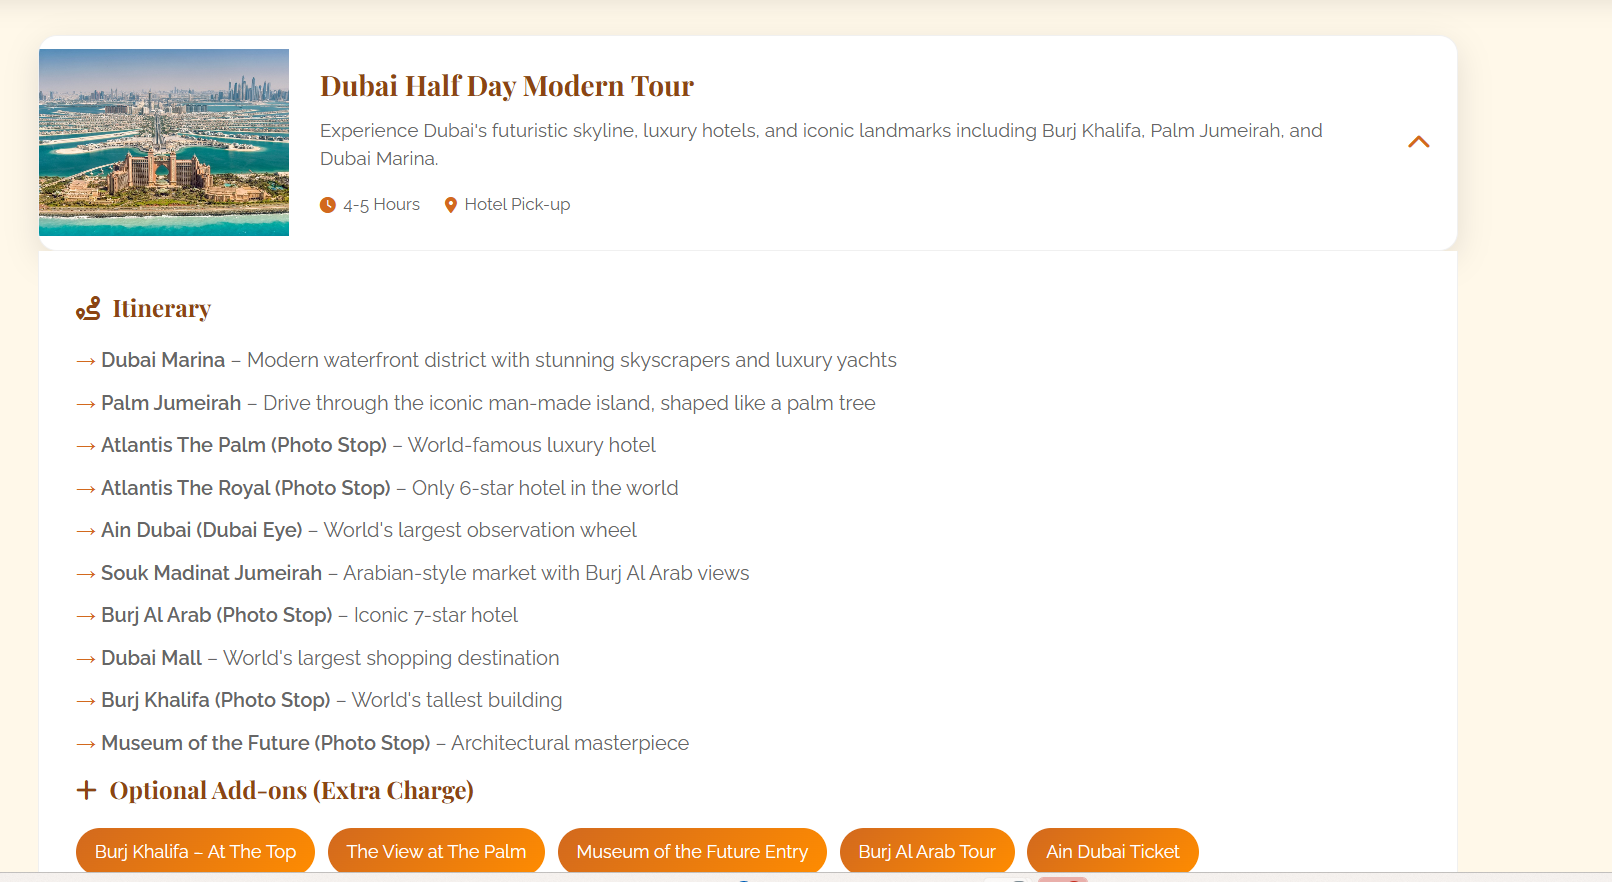 Dubai Half Day Modern Tour
Experience Dubai's futuristic skyline, luxury hotels, and iconic landmarks including Burj Khalifa, Palm Jumeirah, and
Dubai Marina.
4-5 Hours Hotel Pick-up
Itinerary
→ Dubai Marina – Modern waterfront district with stunning skyscrapers and luxury yachts
→ Palm Jumeirah – Drive through the iconic man-made island, shaped like a palm tree
→ Atlantis The Palm (Photo Stop) – World-famous luxury hotel
→ Atlantis The Royal (Photo Stop) – Only 6-star hotel in the world
→ Ain Dubai (Dubai Eye) – World's largest observation wheel
→ Souk Madinat Jumeirah – Arabian-style market with Burj Al Arab views
→ Burj Al Arab (Photo Stop) – Iconic 7-star hotel
→ Dubai Mall – World's largest shopping destination
→ Burj Khalifa (Photo Stop) – World's tallest building
→ Museum of the Future (Photo Stop) – Architectural masterpiece
+ Optional Add-ons (Extra Charge)
Burj Khalifa – At The Top The View at The Palm Museum of the Future Entry Burj Al Arab Tour Ain Dubai Ticket